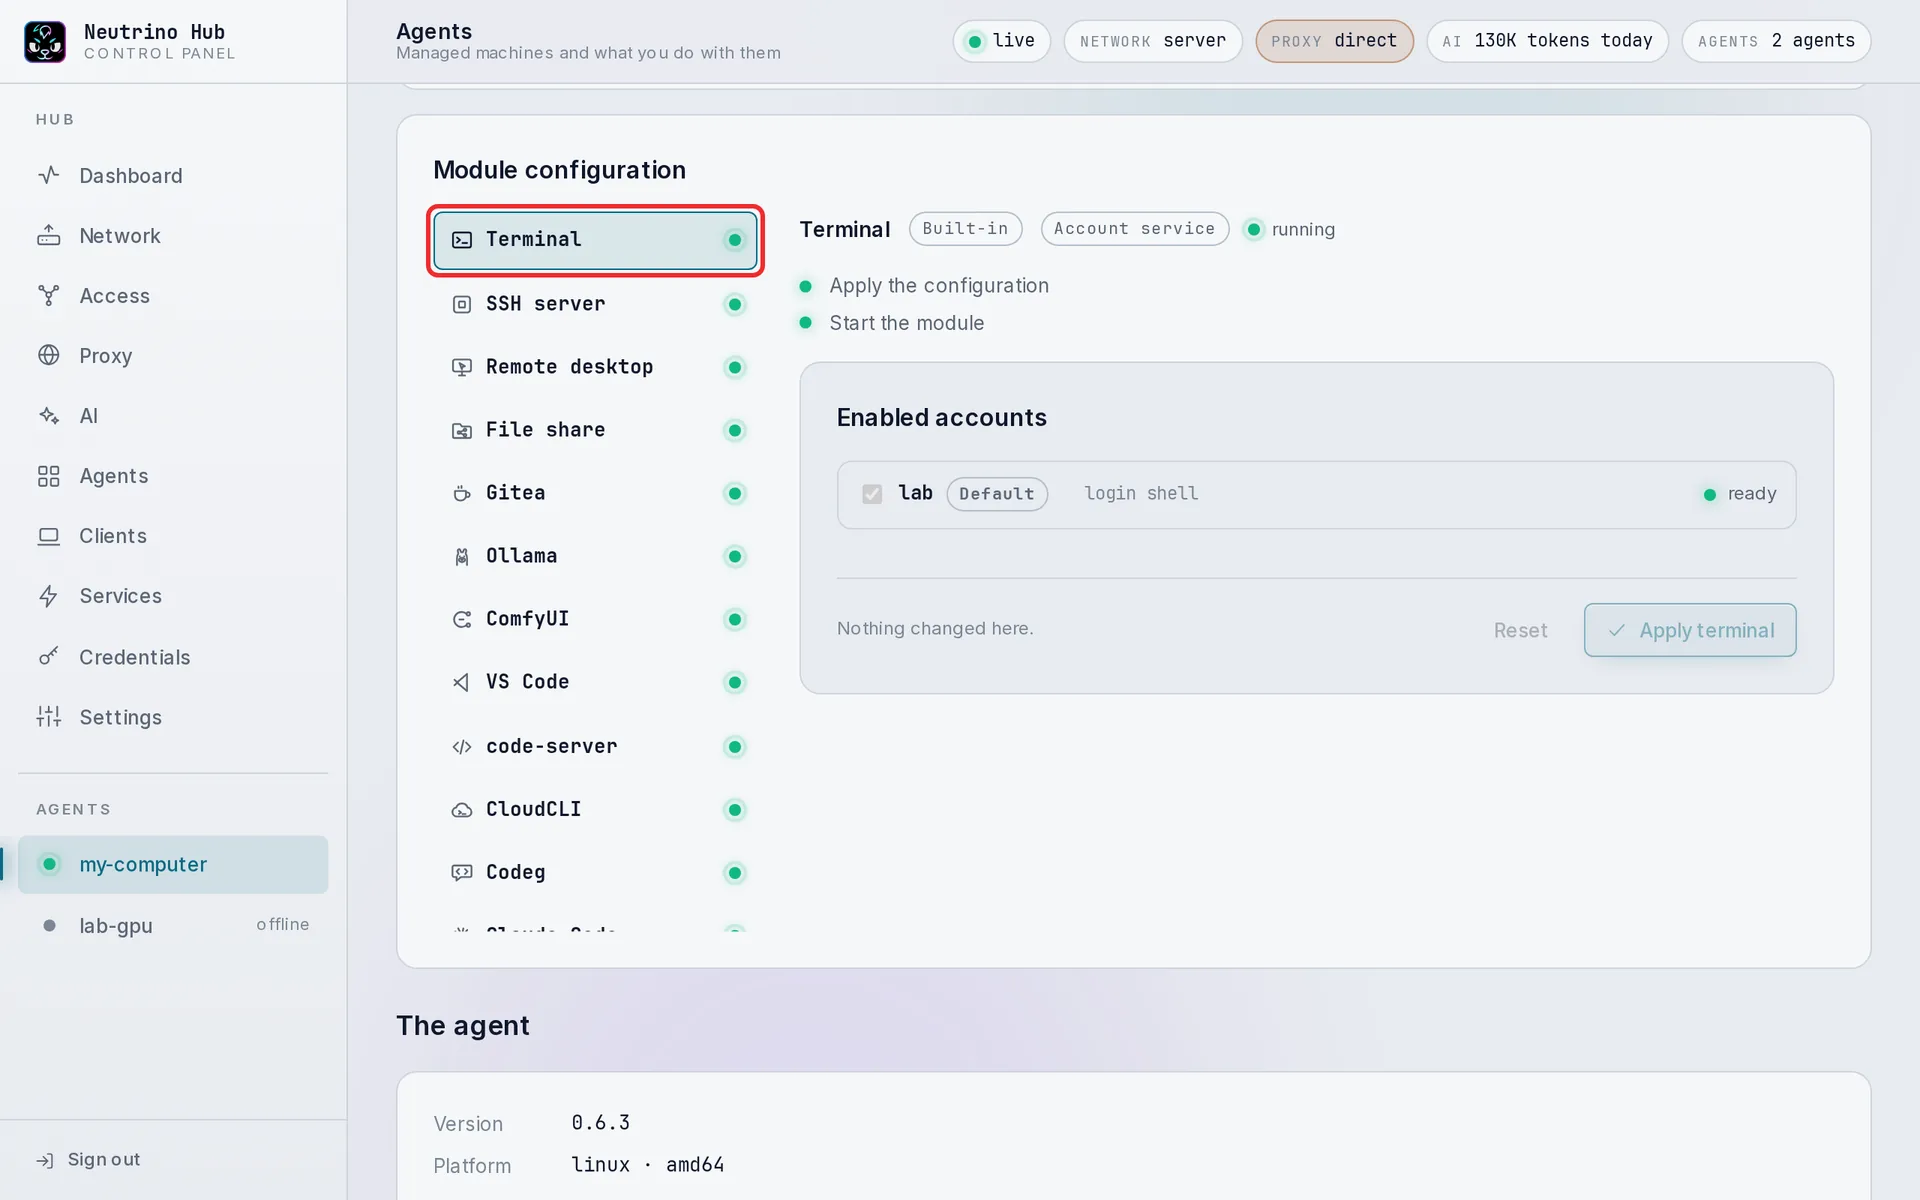 Neutrino Hub
CONTROL PANEL
HUB
Dashboard
Network
Access
Proxy
AI
Agents
Clients
Services
Credentials
Settings
AGENTS
my-computer
lab-gpu offline
Sign out
Agents
Managed machines and what you do with them
live
NETWORK server
PROXY direct
AI 130K tokens today
AGENTS 2 agents
Module configuration
Terminal
SSH server
Remote desktop
File share
Gitea
Ollama
ComfyUI
VS Code
code-server
CloudCLI
Codeg
Terminal Built-in Account service running
Apply the configuration
Start the module
Enabled accounts
lab Default login shell ready
Nothing changed here. Reset Apply terminal
The agent
Version 0.6.3
Platform linux · amd64